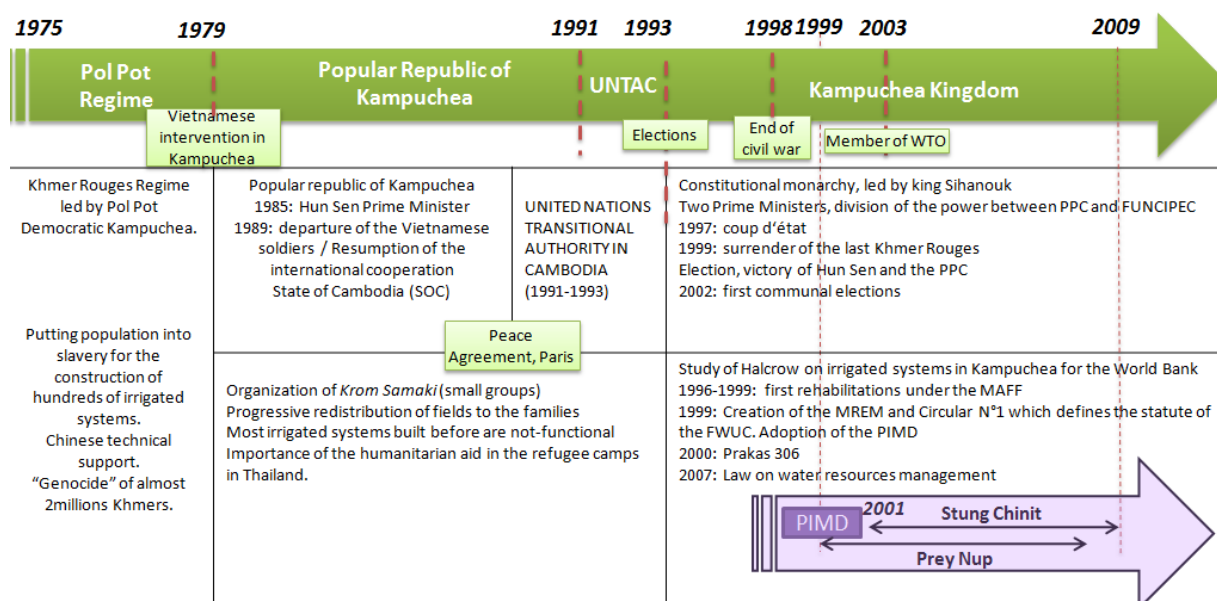 1975
1979
1991
1993
1998
1999
2003
2009
Pol Pot
Regime
Popular Republic of
Kampuchea
UNTAC
Kampuchea Kingdom
Vietnamese
intervention in
Kampuchea
Elections
End of
civil war
Member of WTO
Khmer Rouges Regime
led by Pol Pot
Democratic Kampuchea.
Popular republic of Kampuchea
1985: Hun Sen Prime Minister
1989: departure of the Vietnamese
soldiers / Resumption of the
international cooperation
State of Cambodia (SOC)
UNITED NATIONS
TRANSITIONAL
AUTHORITY IN
CAMBODIA
(1991-1993)
Constitutional monarchy, led by king Sihanouk
Two Prime Ministers, division of the power between PPC and FUNCIPEC
1997: coup d'état
1999: surrender of the last Khmer Rouges
Election, victory of Hun Sen and the PPC
2002: first communal elections
Peace
Agreement, Paris
Putting population into
slavery for the
construction of
hundreds of irrigated
systems.
Chinese technical
support.
"Genocide" of almost
2millions Khmers.
Organization of Krom Samaki (small groups)
Progressive redistribution of fields to the families
Most irrigated systems built before are not-functional
Importance of the humanitarian aid in the refugee camps
in Thailand.
Study of Halcrow on irrigated systems in Kampuchea for the World Bank
1996-1999: first rehabilitations under the MAFF
1999: Creation of the MREM and Circular N°1 which defines the statute of
the FWUC. Adoption of the PIMD
2000: Prakas 306
2007: Law on water resources management
PIMD
2001
Stung Chinit
Prey Nup